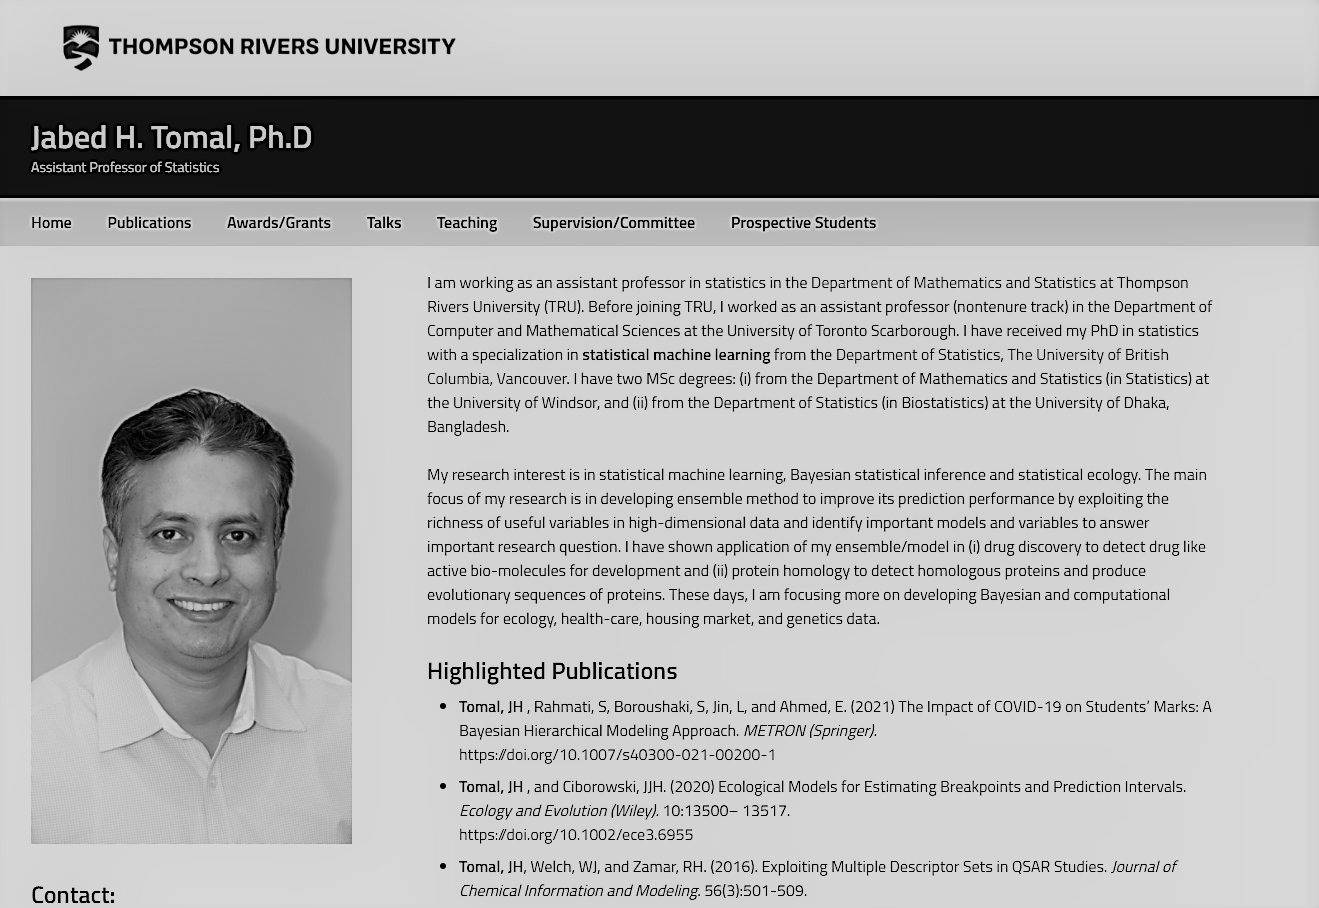 THOMPSON RIVERS UNIVERSITY
Jabed H. Tomal, Ph.D
Assistant Professor of Statistics
Home Publications Awards/Grants Talks Teaching Supervision/Committee Prospective Students
I am working as an assistant professor in statistics in the Department of Mathematics and Statistics at Thompson
Rivers University (TRU). Before joining TRU, I worked as an assistant professor (nontenure track) in the Department of
Computer and Mathematical Sciences at the University of Toronto Scarborough. I have received my PhD in statistics
with a specialization in statistical machine learning from the Department of Statistics, The University of British
Columbia, Vancouver. I have two MSc degrees: (i) from the Department of Mathematics and Statistics (in Statistics) at
the University of Windsor, and (ii) from the Department of Statistics (in Biostatistics) at the University of Dhaka,
Bangladesh.
My research interest is in statistical machine learning, Bayesian statistical inference and statistical ecology. The main
focus of my research is in developing ensemble method to improve its prediction performance by exploiting the
richness of useful variables in high-dimensional data and identify important models and variables to answer
important research question. I have shown application of my ensemble/model in (i) drug discovery to detect drug like
active bio-molecules for development and (ii) protein homology to detect homologous proteins and produce
evolutionary sequences of proteins. These days, I am focusing more on developing Bayesian and computational
models for ecology, health-care, housing market, and genetics data.
Highlighted Publications
• Tomal, JH , Rahmati, S, Boroushaki, S, Jin, L, and Ahmed, E. (2021) The Impact of COVID-19 on Students' Marks: A
Bayesian Hierarchical Modeling Approach. METRON (Springer).
https://doi.org/10.1007/s40300-021-00200-1
• Tomal, JH , and Ciborowski, JJH. (2020) Ecological Models for Estimating Breakpoints and Prediction Intervals.
Ecology and Evolution (Wiley). 10:13500– 13517.
https://doi.org/10.1002/ece3.6955
• Tomal, JH, Welch, WJ, and Zamar, RH. (2016). Exploiting Multiple Descriptor Sets in QSAR Studies. Journal of
Chemical Information and Modeling. 56(3):501-509.
Contact: